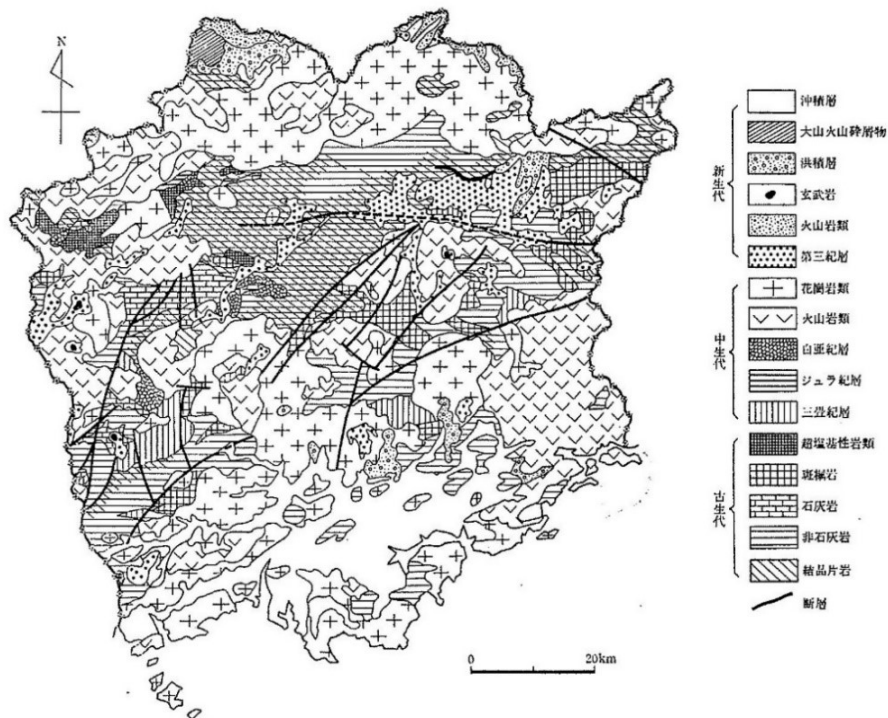 N
沖積層
大山火山砕屑物
洪積層
玄武岩
火山岩類
第三紀層
新生代
花崗岩類
火山岩類
白亜紀層
ジュラ紀層
三畳紀層
中生代
超塩基性岩類
斑糲岩
石灰岩
非石灰岩
結晶片岩
古生代
断層
0 20km